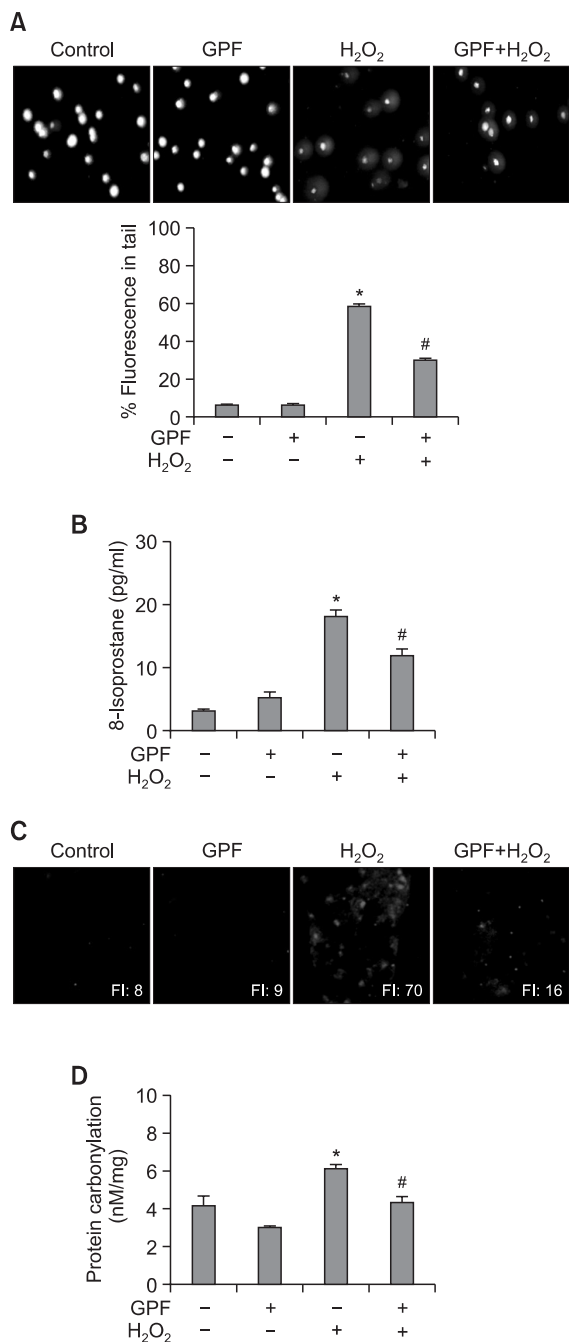 A
Control GPF H₂O₂ GPF+H₂O₂
% Fluorescence in tail
100
80
60
40
20
0
*
#
GPF − + − +
H₂O₂ − − + +
B
8-Isoprostane (pg/ml)
30
20
10
0
*
#
GPF − + − +
H₂O₂ − − + +
C
Control GPF H₂O₂ GPF+H₂O₂
FI: 8 FI: 9 FI: 70 FI: 16
D
Protein carbonylation
(nM/mg)
10
8
6
4
2
0
*
#
GPF − + − +
H₂O₂ − − + +